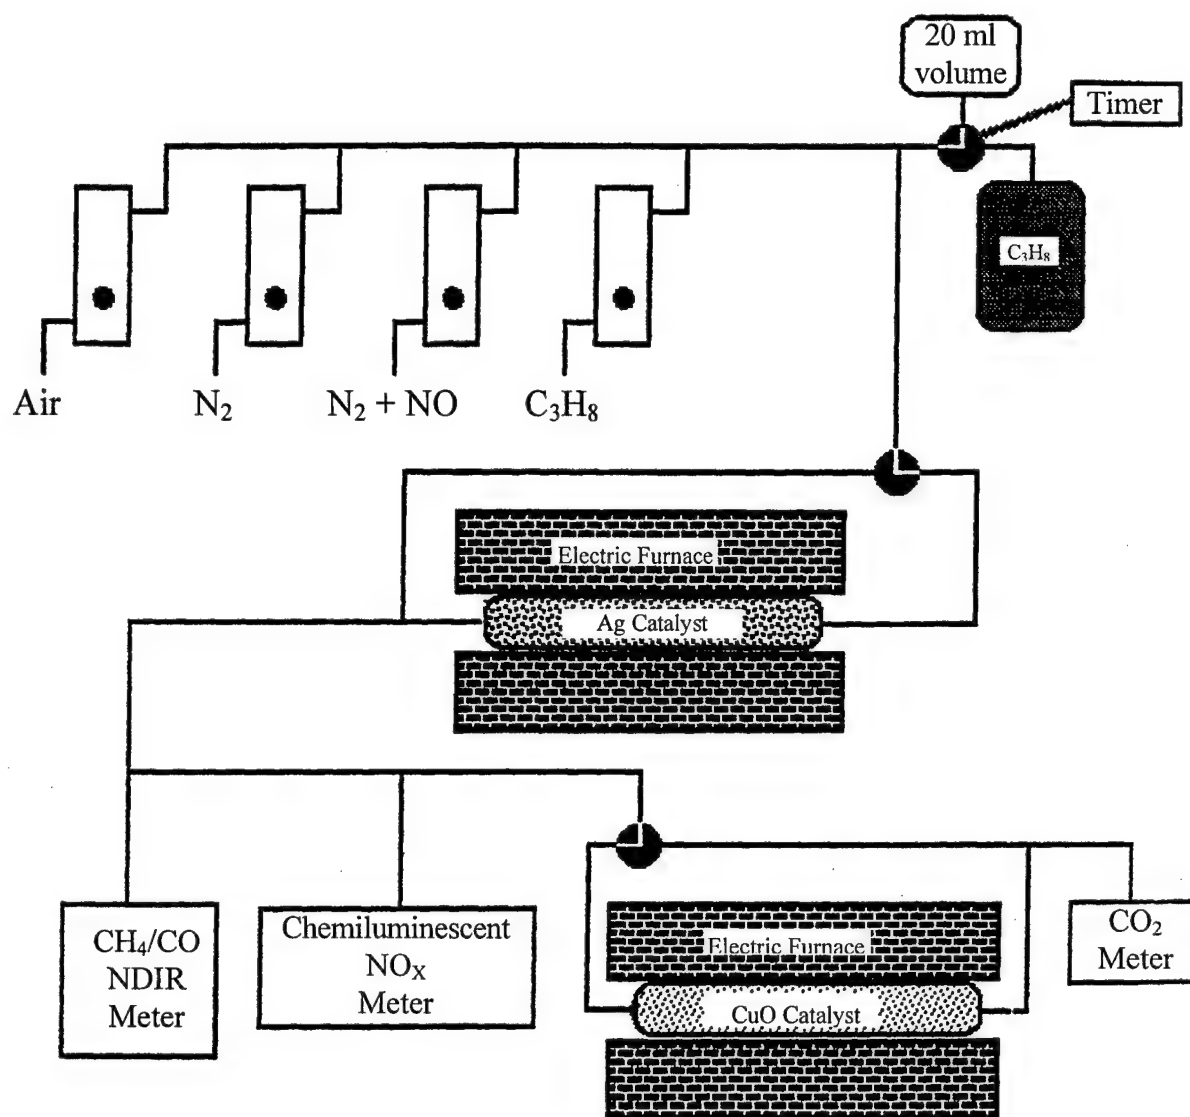 20 ml
volume
Timer
C₃H₈
Air
N₂
N₂ + NO
C₃H₈
Electric Furnace
Ag Catalyst
CH₄/CO
NDIR
Meter
Chemiluminescent
NOₓ
Meter
Electric Furnace
CuO Catalyst
CO₂
Meter